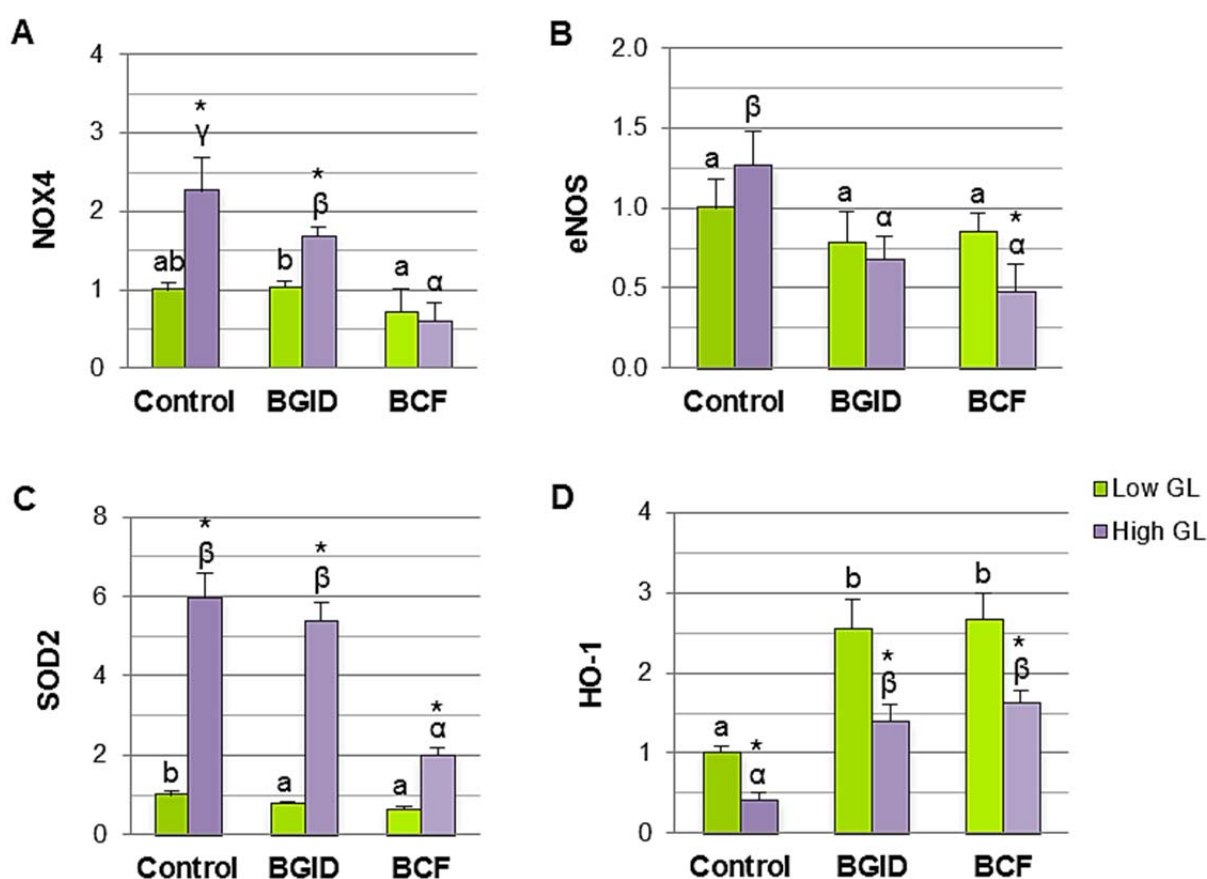 A
4
3
2
1
0
NOX4
*
γ
*
β
ab
b
a
α
Control BGID BCF
B
2.0
1.5
1.0
0.5
0.0
eNOS
β
a
a
α
a
*
α
Control BGID BCF
C
8
6
4
2
0
SOD2
*
β
*
β
*
α
b
a
a
Control BGID BCF
D
4
3
2
1
0
HO-1
b
b
*
β
*
β
a
*
α
Control BGID BCF
Low GL
High GL